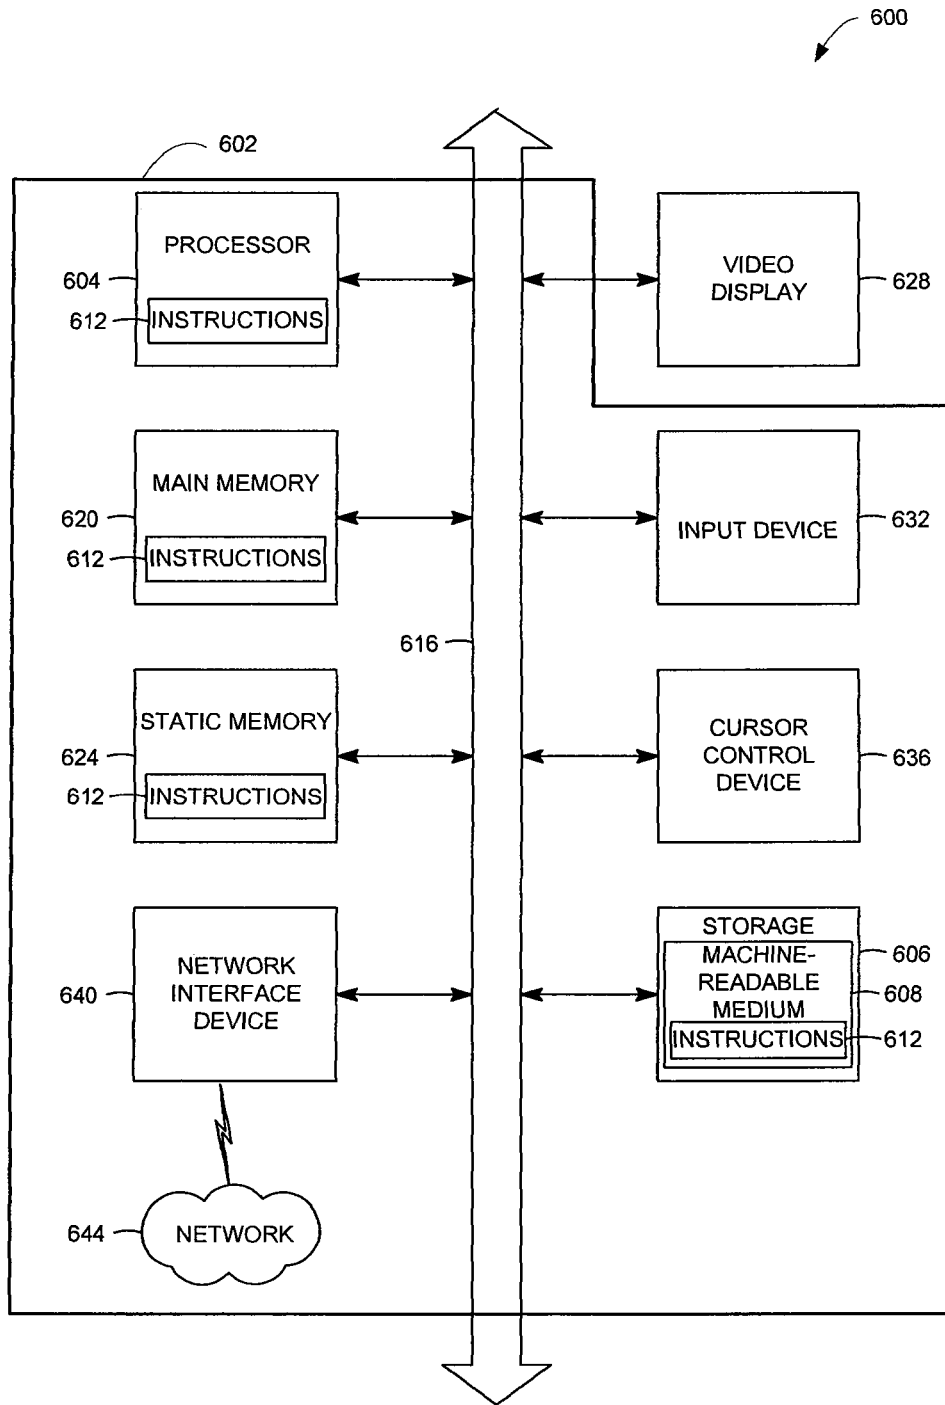 600
602
PROCESSOR
604
612
INSTRUCTIONS
VIDEO
DISPLAY
628
MAIN MEMORY
620
612
INSTRUCTIONS
INPUT DEVICE
632
616
STATIC MEMORY
624
612
INSTRUCTIONS
CURSOR
CONTROL
DEVICE
636
NETWORK
INTERFACE
DEVICE
640
STORAGE
606
MACHINE-
READABLE
MEDIUM
608
INSTRUCTIONS
612
644
NETWORK